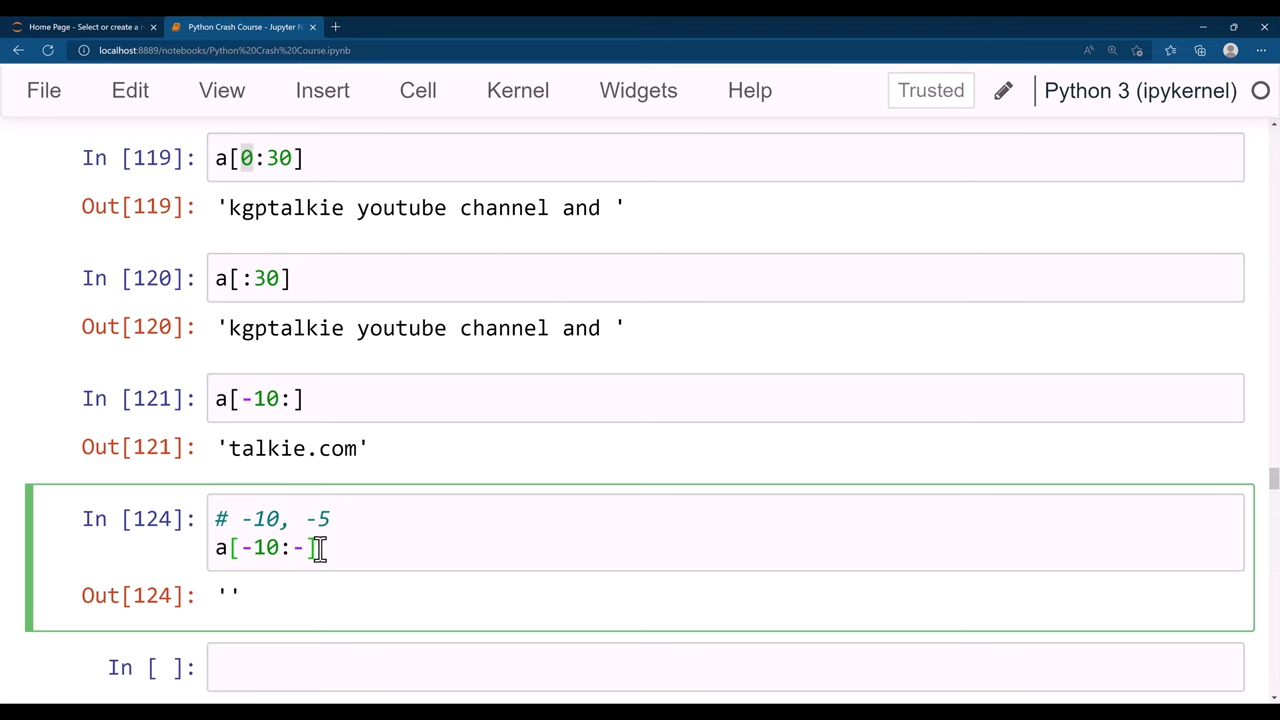 Home Page - Select or create a n
Python Crash Course - Jupyter N
localhost:8889/notebooks/Python%20Crash%20Course.ipynb
File Edit View Insert Cell Kernel Widgets Help Trusted Python 3 (ipykernel)
In [119]: a[0:30]
Out[119]: 'kgptalkie youtube channel and '
In [120]: a[:30]
Out[120]: 'kgptalkie youtube channel and '
In [121]: a[-10:]
Out[121]: 'talkie.com'
In [124]: # -10, -5
a[-10:-]
Out[124]: ''
In [ ]: